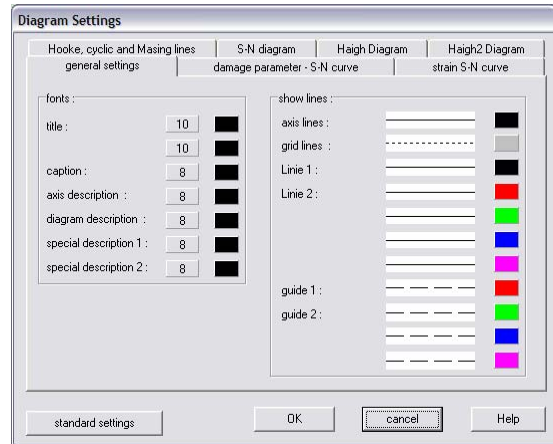 Diagram Settings
Hooke, cyclic and Masing lines
S-N diagram
Haigh Diagram
Haigh2 Diagram
general settings
damage parameter - S-N curve
strain S-N curve
fonts :
title :
10
10
caption :
8
axis description :
8
diagram description :
8
special description 1 :
8
special description 2 :
8
show lines :
axis lines :
grid lines :
Linie 1 :
Linie 2 :
guide 1 :
guide 2 :
standard settings
OK
cancel
Help